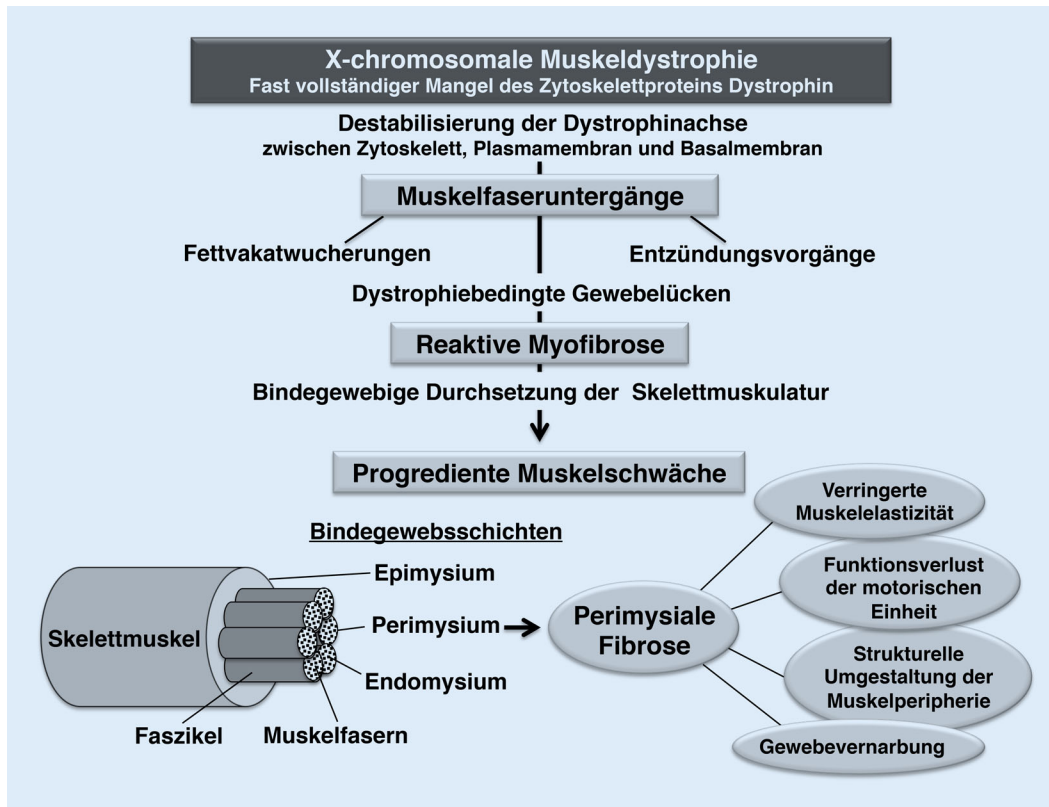 X-chromosomale Muskeldystrophie
Fast vollständiger Mangel des Zytoskelettproteins Dystrophin
Destabilisierung der Dystrophinachse
zwischen Zytoskelett, Plasmamembran und Basalmembran
Muskelfaseruntergänge
Fettvakatwucherungen
Entzündungsvorgänge
Dystrophiebedingte Gewebelücken
Reaktive Myofibrose
Bindegewebige Durchsetzung der Skelettmuskulatur
Progrediente Muskelschwäche
Bindegewebsschichten
Epimysium
Skelettmuskel
Perimysium
Endomysium
Faszikel
Muskelfasern
Perimysiale
Fibrose
Verringerte
Muskelelastizität
Funktionsverlust
der motorischen
Einheit
Strukturelle
Umgestaltung der
Muskelperipherie
Gewebevernarbung